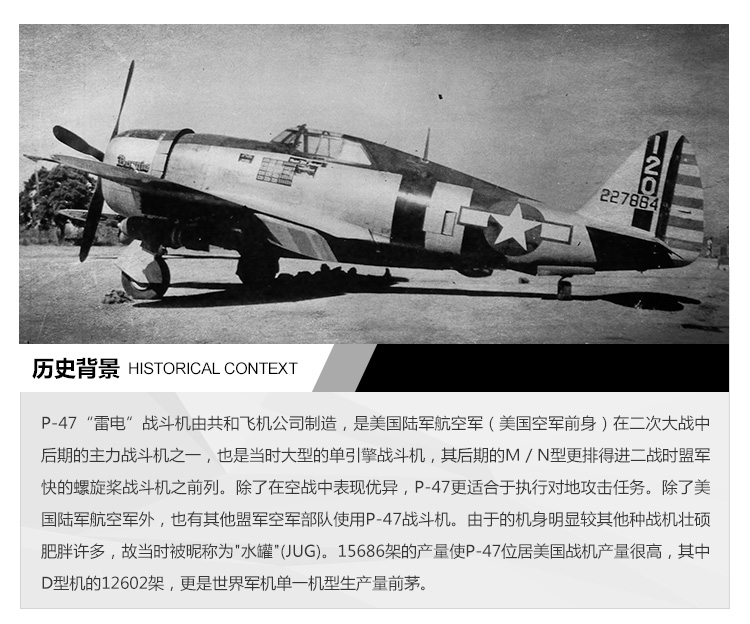 Bernie
120
227884
历史背景 HISTORICAL CONTEXT
P-47“雷电”战斗机由共和飞机公司制造，是美国陆军航空军（美国空军前身）在二次大战中
后期的主力战斗机之一，也是当时大型的单引擎战斗机，其后期的M / N型更排得进二战时盟军
快的螺旋桨战斗机之前列。除了在空战中表现优异，P-47更适合于执行对地攻击任务。除了美
国陆军航空军外，也有其他盟军空军部队使用P-47战斗机。由于的机身明显较其他种战机壮硕
肥胖许多，故当时被昵称为"水罐"(JUG)。15686架的产量使P-47位居美国战机产量很高，其中
D型机的12602架，更是世界军机单一机型生产量前茅。